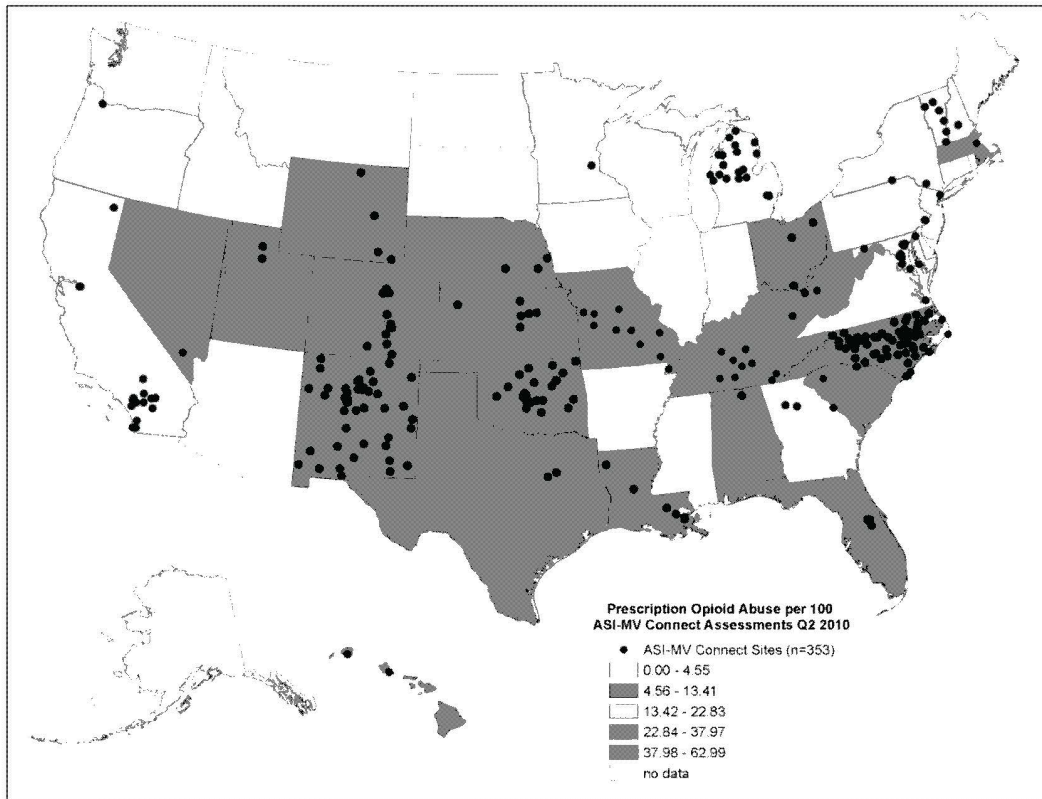 Prescription Opioid Abuse per 100
ASI-MV Connect Assessments Q2 2010
ASI-MV Connect Sites (n=353)
0.00 - 4.55
4.56 - 13.41
13.42 - 22.83
22.84 - 37.97
37.98 - 62.99
no data